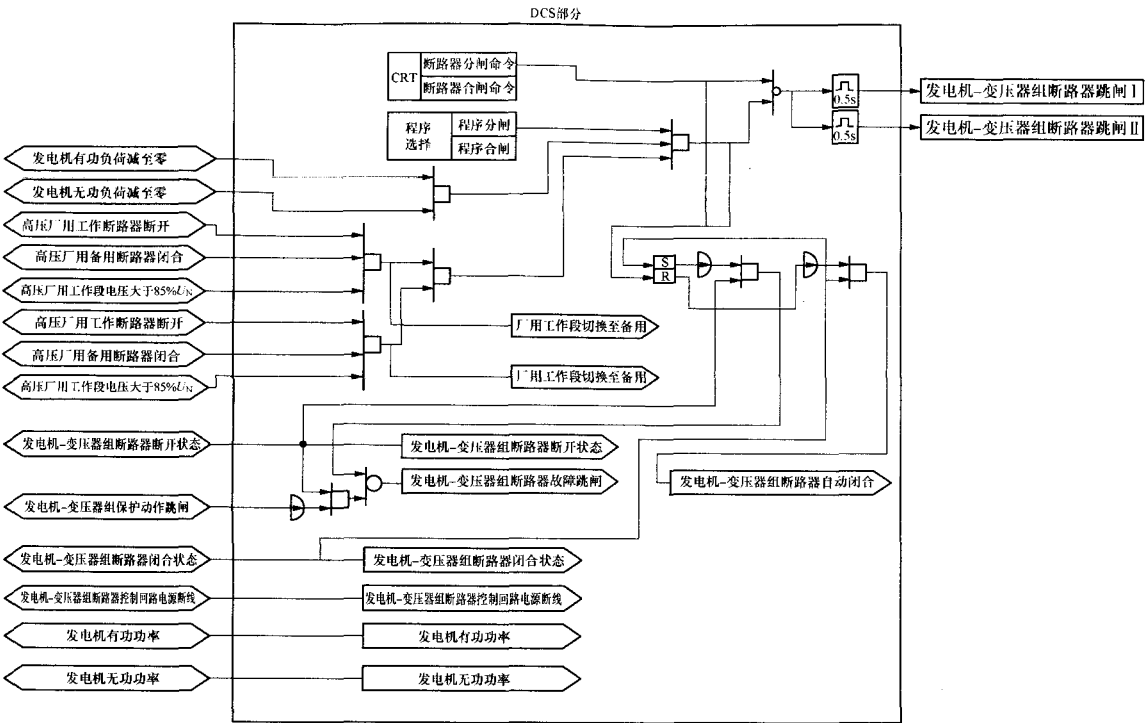 DCS部分
CRT
断路器分闸命令
断路器合闸命令
程序
选择
程序分闸
程序合闸
0.5s
0.5s
发电机-变压器组断路器跳闸Ⅰ
发电机-变压器组断路器跳闸Ⅱ
发电机有功负荷减至零
发电机无功负荷减至零
高压厂用工作断路器断开
高压厂用备用断路器闭合
高压厂用工作段电压大于85%UN
高压厂用工作断路器断开
高压厂用备用断路器闭合
高压厂用工作段电压大于85%UN
S
R
厂用工作段切换至备用
厂用工作段切换至备用
发电机-变压器组断路器断开状态
发电机-变压器组断路器断开状态
发电机-变压器组断路器故障跳闸
发电机-变压器组断路器自动闭合
发电机-变压器组保护动作跳闸
发电机-变压器组断路器闭合状态
发电机-变压器组断路器闭合状态
发电机-变压器组断路器控制回路电源断线
发电机-变压器组断路器控制回路电源断线
发电机有功功率
发电机有功功率
发电机无功功率
发电机无功功率